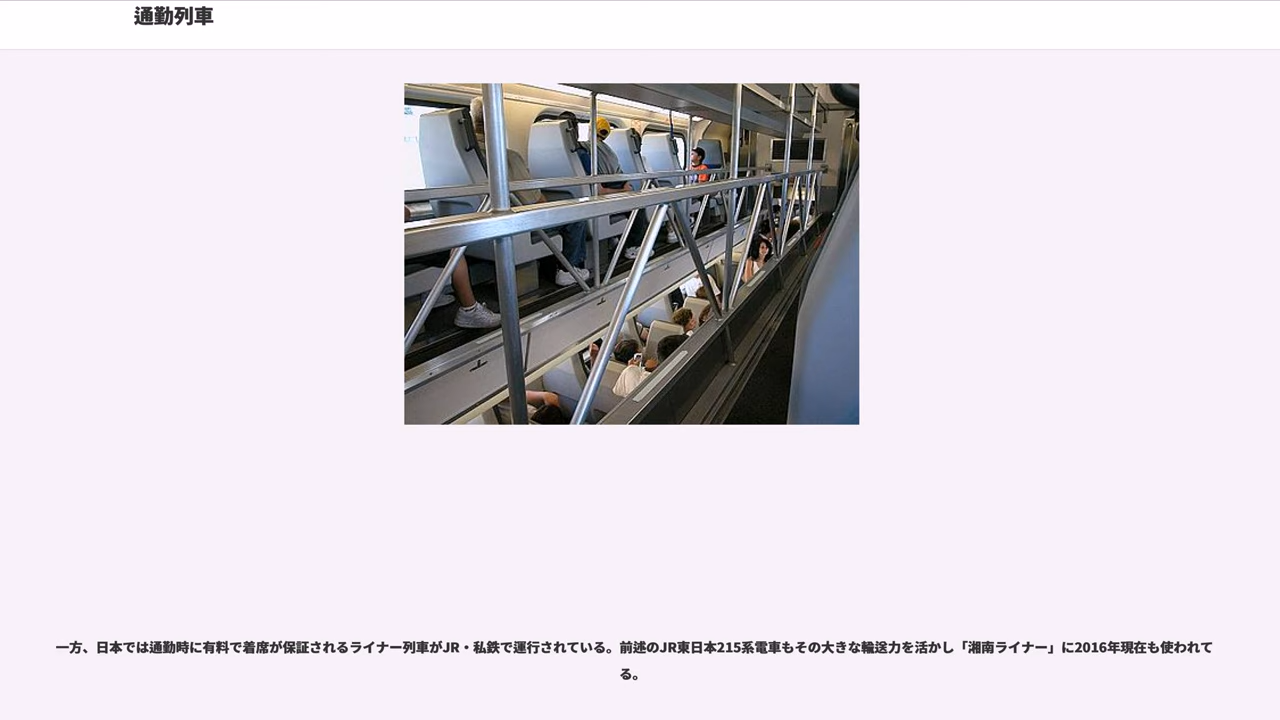 通勤列車
一方、日本では通勤時に有料で着席が保証されるライナー列車がJR・私鉄で運行されている。前述のJR東日本215系電車もその大きな輸送力を活かし「湘南ライナー」に2016年現在も使われて
る。